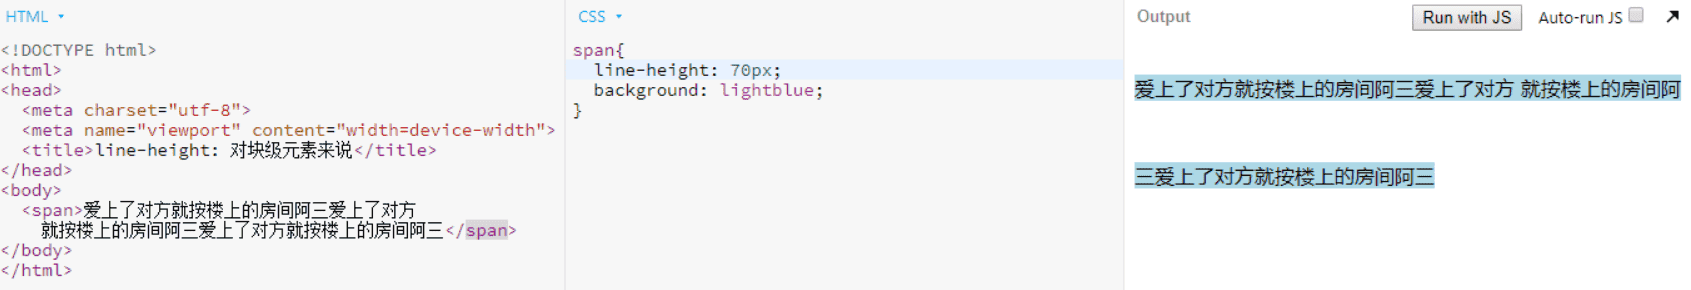 HTML
<!DOCTYPE html>
<html>
<head>
<meta charset="utf-8">
<meta name="viewport" content="width=device-width">
<title>line-height: 对块级元素来说</title>
</head>
<body>
<span>爱上了对方就按楼上的房间阿三爱上了对方
就按楼上的房间阿三爱上了对方就按楼上的房间阿三</span>
</body>
</html>
CSS
span{
line-height: 70px;
background: lightblue;
}
Output
Run with JS
Auto-run JS
爱上了对方就按楼上的房间阿三爱上了对方 就按楼上的房间阿
三爱上了对方就按楼上的房间阿三